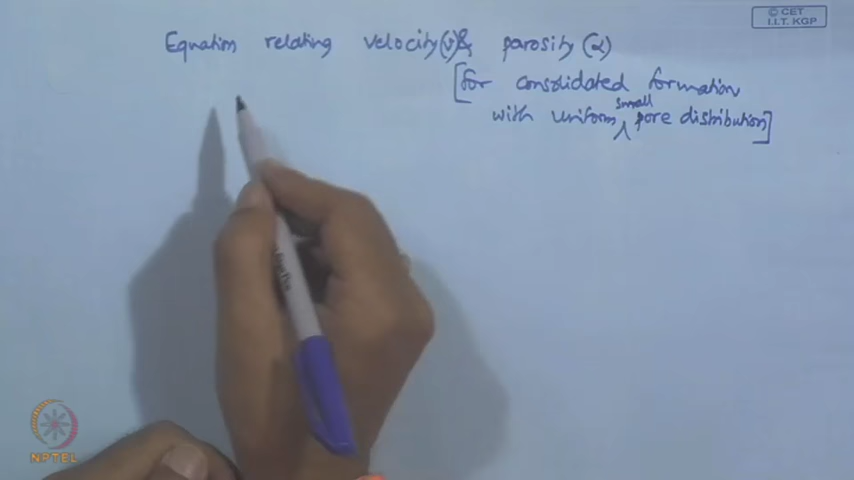 © CET
I.I.T. KGP
Equation relating velocity(v)& porosity (α)
[for consolidated formation
with uniform small pore distribution]
NPTEL